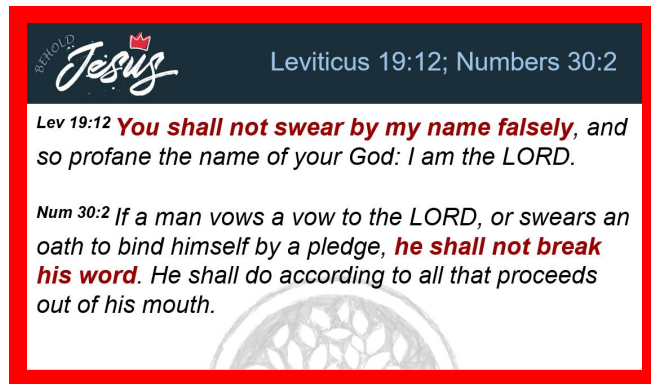 BEHOLD
Jesus
Leviticus 19:12; Numbers 30:2
Lev 19:12 You shall not swear by my name falsely, and
so profane the name of your God: I am the LORD.
Num 30:2 If a man vows a vow to the LORD, or swears an
oath to bind himself by a pledge, he shall not break
his word. He shall do according to all that proceeds
out of his mouth.